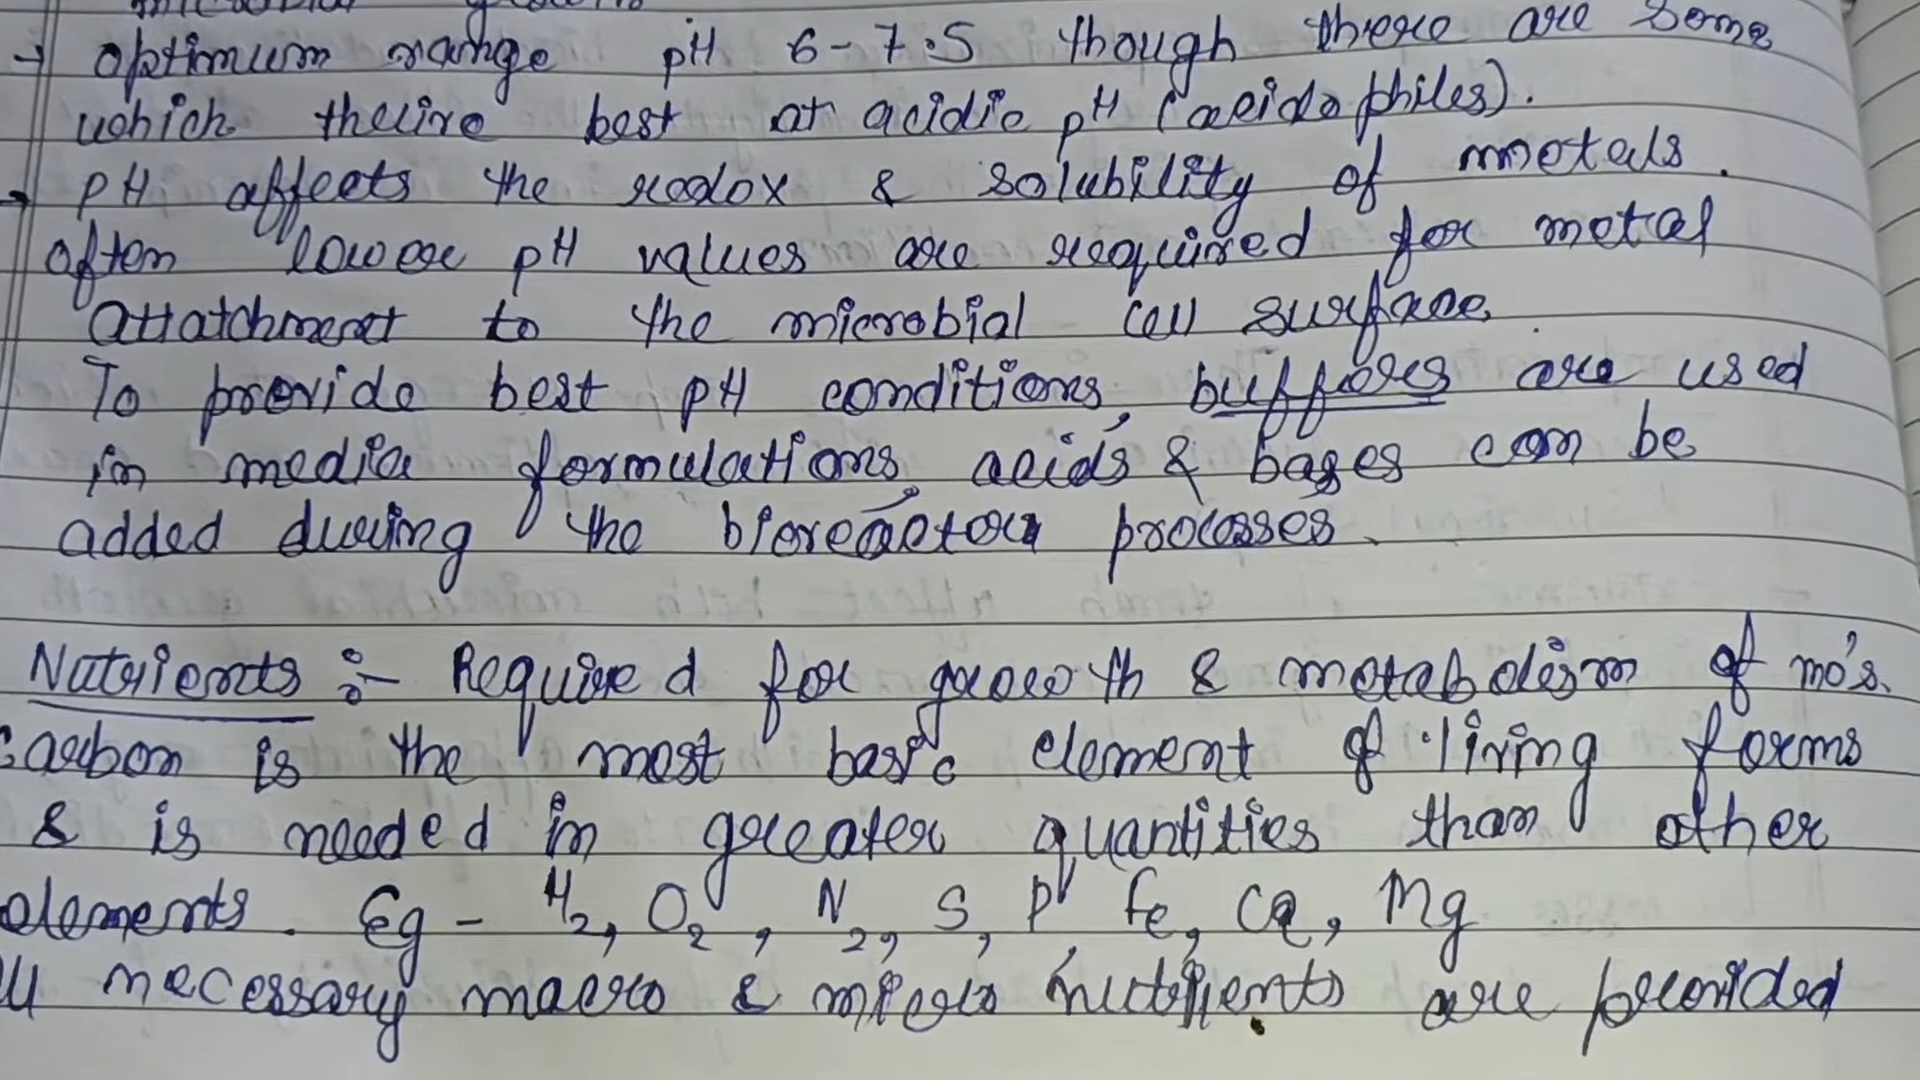 microbial growth
→ optimum range pH 6-7.5 though there are some
which thrive best at acidic pH (acidophiles).
→ pH affects the redox & solubility of metals.
often lower pH values are required for metal
attatchment to the microbial cell surface.
To provide best pH conditions, buffers are used
in media formulations, acids & bases can be
added during the bioreactor processes.
Nutrients :- Required for growth & metabolism of mo's.
Carbon is the most basic element of living forms
& is needed in greater quantities than other
elements. Eg - H2, O2, N2, S, P, Fe, Ca, Mg
necessary macro & micro nutrients are provided